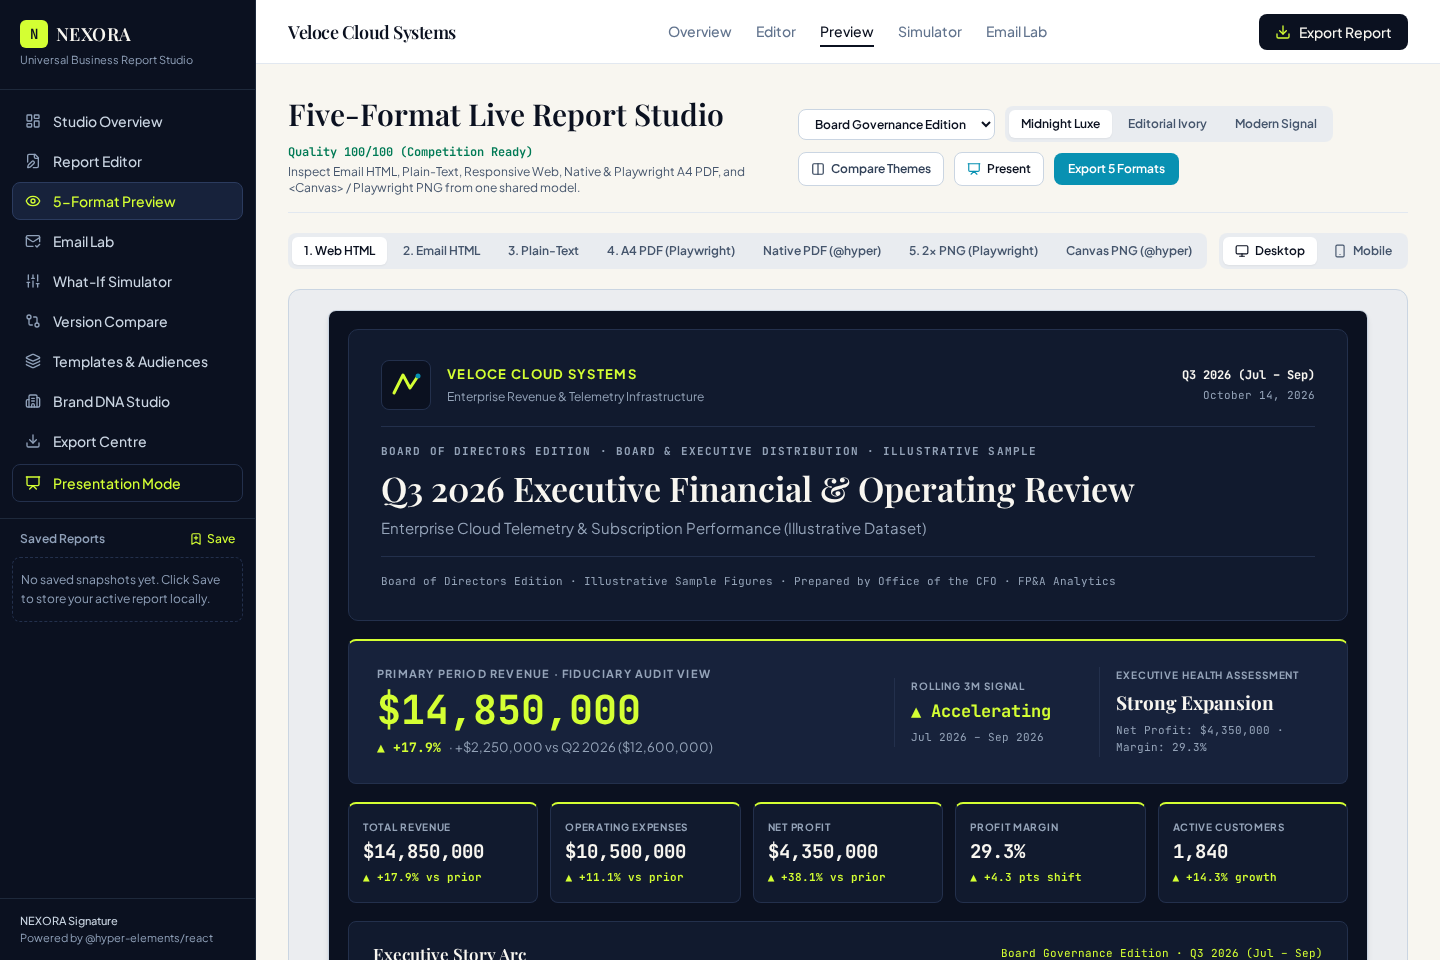 N NEXORA
Universal Business Report Studio
Studio Overview
Report Editor
5-Format Preview
Email Lab
What-If Simulator
Version Compare
Templates & Audiences
Brand DNA Studio
Export Centre
Presentation Mode
Saved Reports Save
No saved snapshots yet. Click Save
to store your active report locally.
NEXORA Signature
Powered by @hyper-elements/react
Veloce Cloud Systems
Overview Editor Preview Simulator Email Lab
Export Report
Five-Format Live Report Studio
Quality 100/100 (Competition Ready)
Inspect Email HTML, Plain-Text, Responsive Web, Native & Playwright A4 PDF, and
<Canvas> / Playwright PNG from one shared model.
Board Governance Edition
Midnight Luxe Editorial Ivory Modern Signal
Compare Themes Present Export 5 Formats
1. Web HTML 2. Email HTML 3. Plain-Text 4. A4 PDF (Playwright) Native PDF (@hyper) 5. 2× PNG (Playwright) Canvas PNG (@hyper)
Desktop Mobile
VELOCE CLOUD SYSTEMS
Enterprise Revenue & Telemetry Infrastructure
Q3 2026 (Jul – Sep)
October 14, 2026
BOARD OF DIRECTORS EDITION · BOARD & EXECUTIVE DISTRIBUTION · ILLUSTRATIVE SAMPLE
Q3 2026 Executive Financial & Operating Review
Enterprise Cloud Telemetry & Subscription Performance (Illustrative Dataset)
Board of Directors Edition · Illustrative Sample Figures · Prepared by Office of the CFO · FP&A Analytics
PRIMARY PERIOD REVENUE · FIDUCIARY AUDIT VIEW
$14,850,000
▲ +17.9% · +$2,250,000 vs Q2 2026 ($12,600,000)
ROLLING 3M SIGNAL
▲ Accelerating
Jul 2026 – Sep 2026
EXECUTIVE HEALTH ASSESSMENT
Strong Expansion
Net Profit: $4,350,000 ·
Margin: 29.3%
TOTAL REVENUE
$14,850,000
▲ +17.9% vs prior
OPERATING EXPENSES
$10,500,000
▲ +11.1% vs prior
NET PROFIT
$4,350,000
▲ +38.1% vs prior
PROFIT MARGIN
29.3%
▲ +4.3 pts shift
ACTIVE CUSTOMERS
1,840
▲ +14.3% growth
Executive Story Arc
Board Governance Edition · Q3 2026 (Jul – Sep)